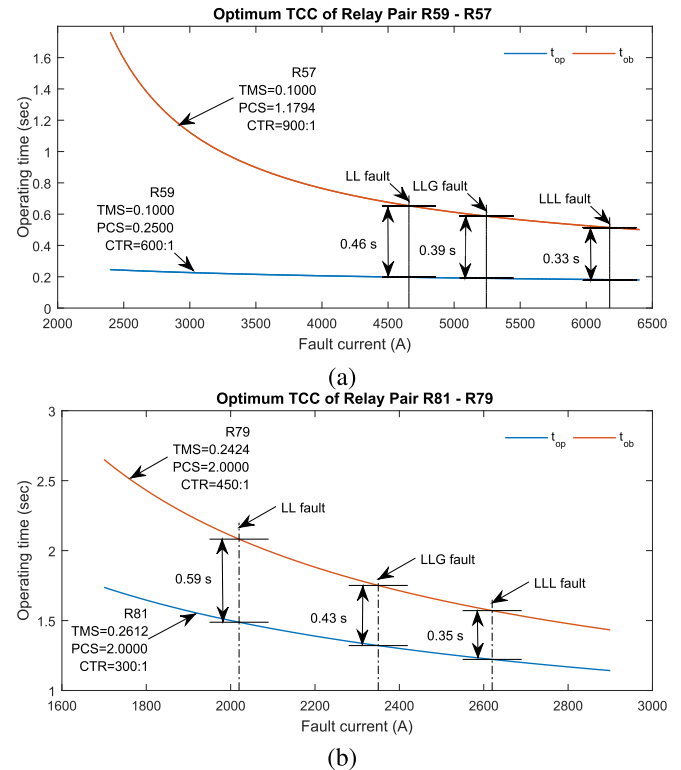 Optimum TCC of Relay Pair R59 - R57
Operating time (sec)
1.6
1.4
1.2
1
0.8
0.6
0.4
0.2
0
t_op
t_ob
R57
TMS=0.1000
PCS=1.1794
CTR=900:1
R59
TMS=0.1000
PCS=0.2500
CTR=600:1
LL fault
LLG fault
LLL fault
0.46 s
0.39 s
0.33 s
2000 2500 3000 3500 4000 4500 5000 5500 6000 6500
Fault current (A)
(a)
Optimum TCC of Relay Pair R81 - R79
Operating time (sec)
3
2.5
2
1.5
1
t_op
t_ob
R79
TMS=0.2424
PCS=2.0000
CTR=450:1
LL fault
LLG fault
LLL fault
0.59 s
0.43 s
0.35 s
R81
TMS=0.2612
PCS=2.0000
CTR=300:1
1600 1800 2000 2200 2400 2600 2800 3000
Fault current (A)
(b)